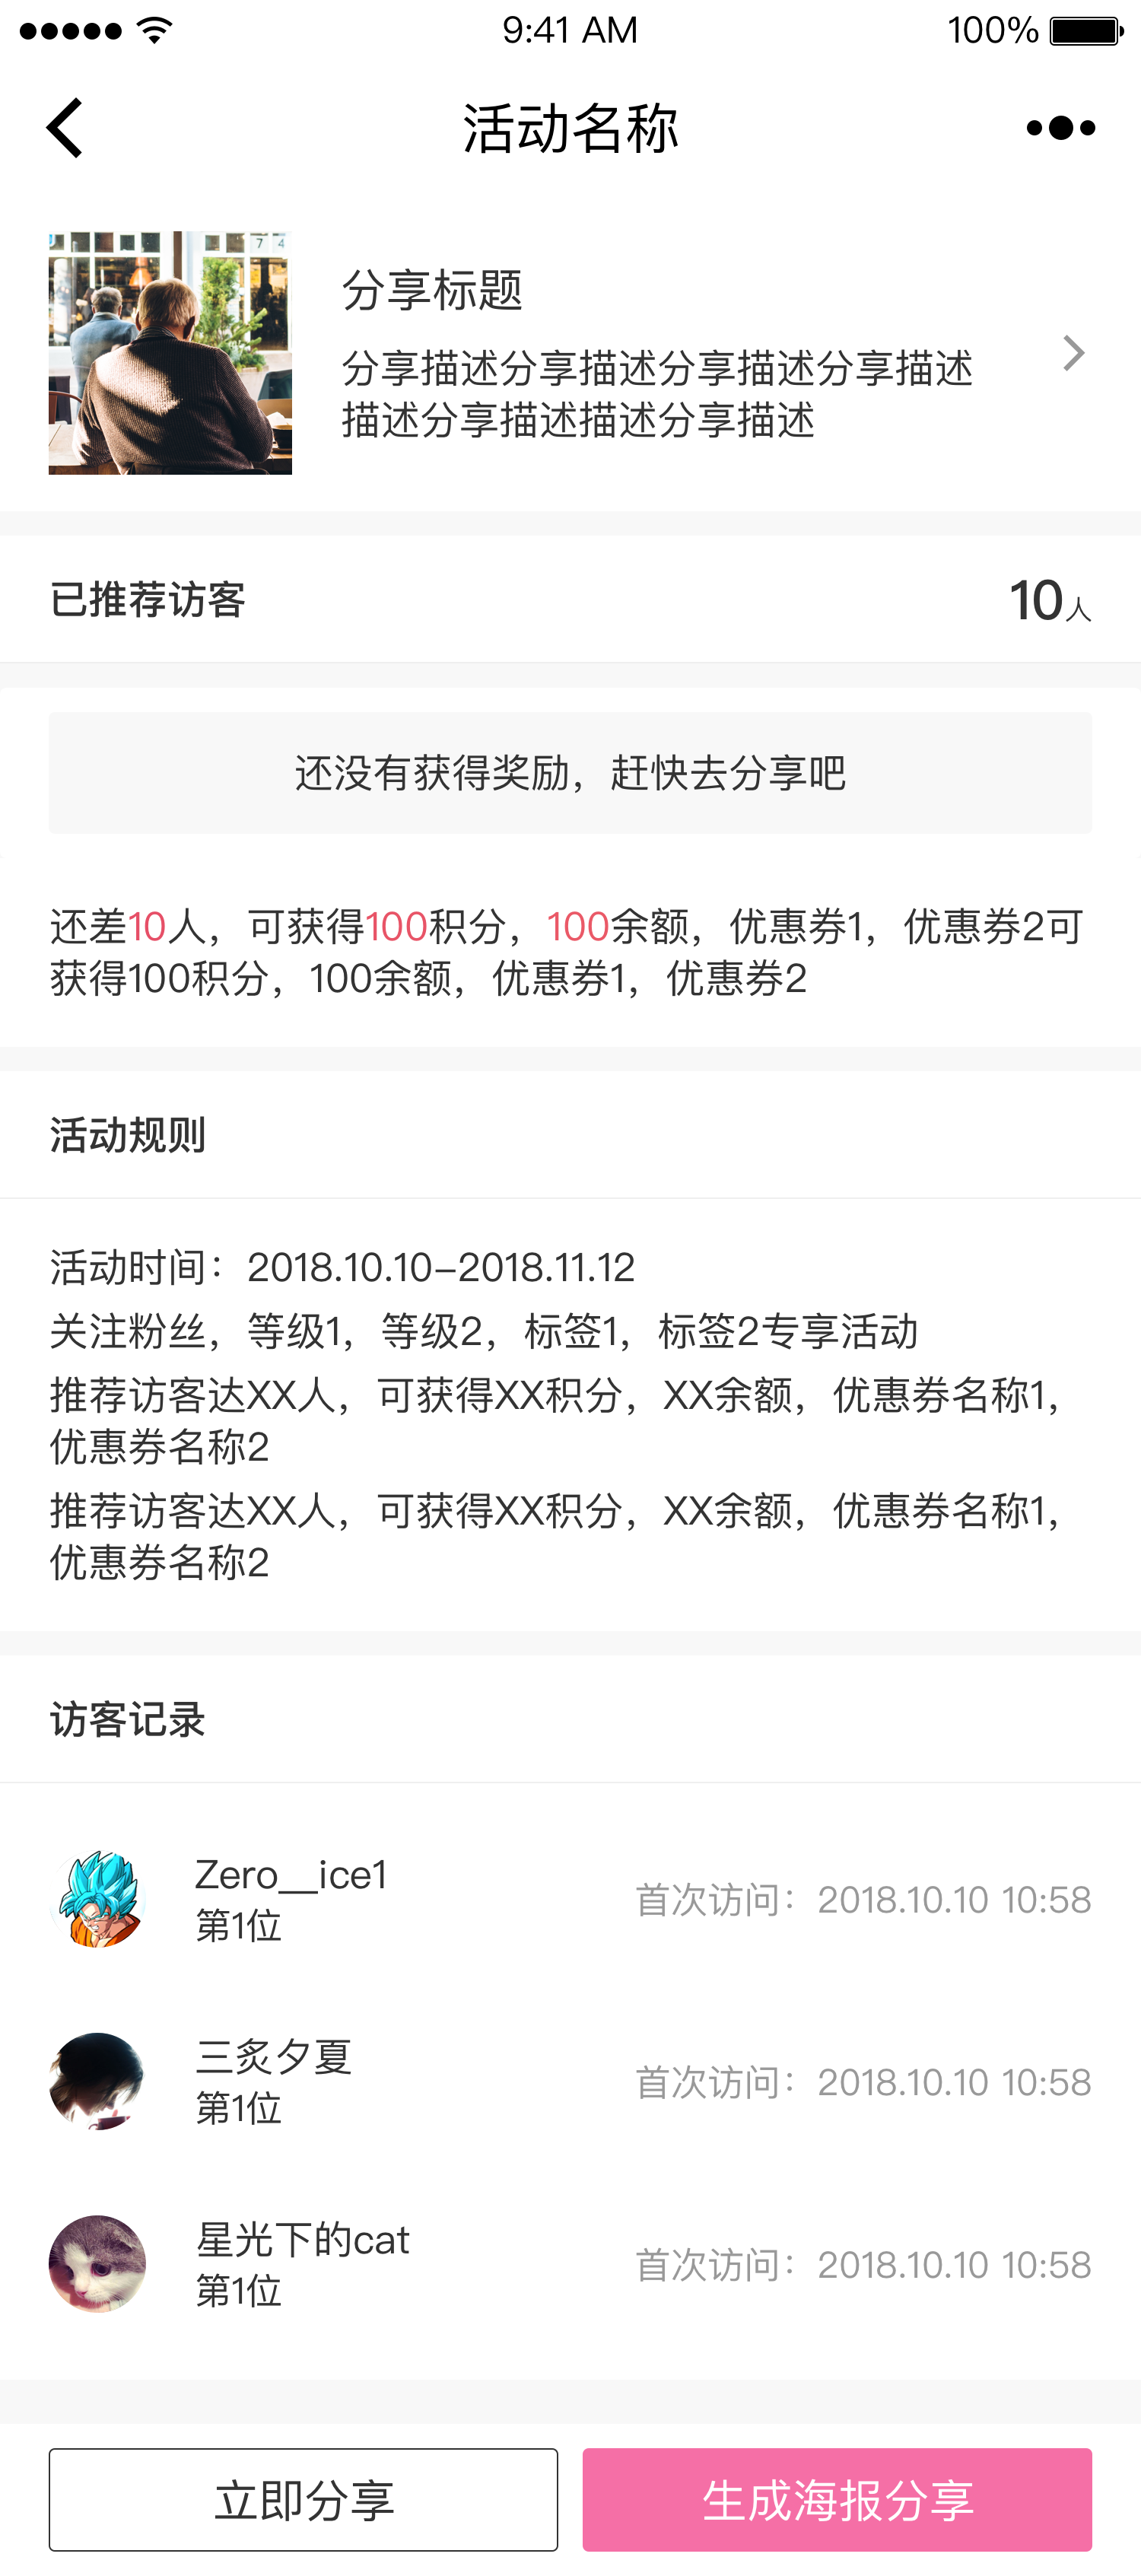 9:41 AM
100%
活动名称
7 4
分享标题
分享描述分享描述分享描述分享描述
描述分享描述描述分享描述
已推荐访客
10人
还没有获得奖励，赶快去分享吧
还差10人，可获得100积分，100余额，优惠券1，优惠券2可
获得100积分，100余额，优惠券1，优惠券2
活动规则
活动时间：2018.10.10-2018.11.12
关注粉丝，等级1，等级2，标签1，标签2专享活动
推荐访客达XX人，可获得XX积分，XX余额，优惠券名称1，
优惠券名称2
推荐访客达XX人，可获得XX积分，XX余额，优惠券名称1，
优惠券名称2
访客记录
Zero__ice1
第1位
首次访问：2018.10.10 10:58
三炙夕夏
第1位
首次访问：2018.10.10 10:58
星光下的cat
第1位
首次访问：2018.10.10 10:58
立即分享
生成海报分享